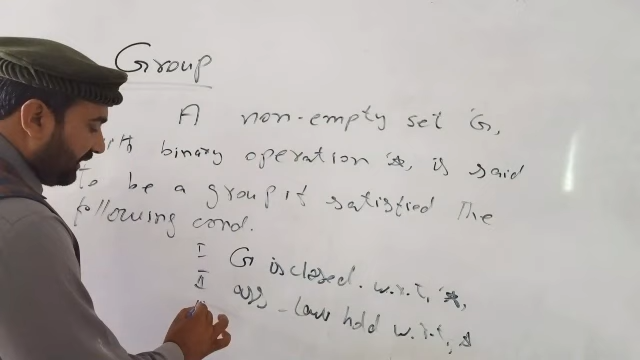 Group
A non-empty set 'G,
with binary operation '*, is said
to be a group if satisfied the
following cond.
I G is closed. w.r.t, '*,
II ass-law hold w.r.t, *